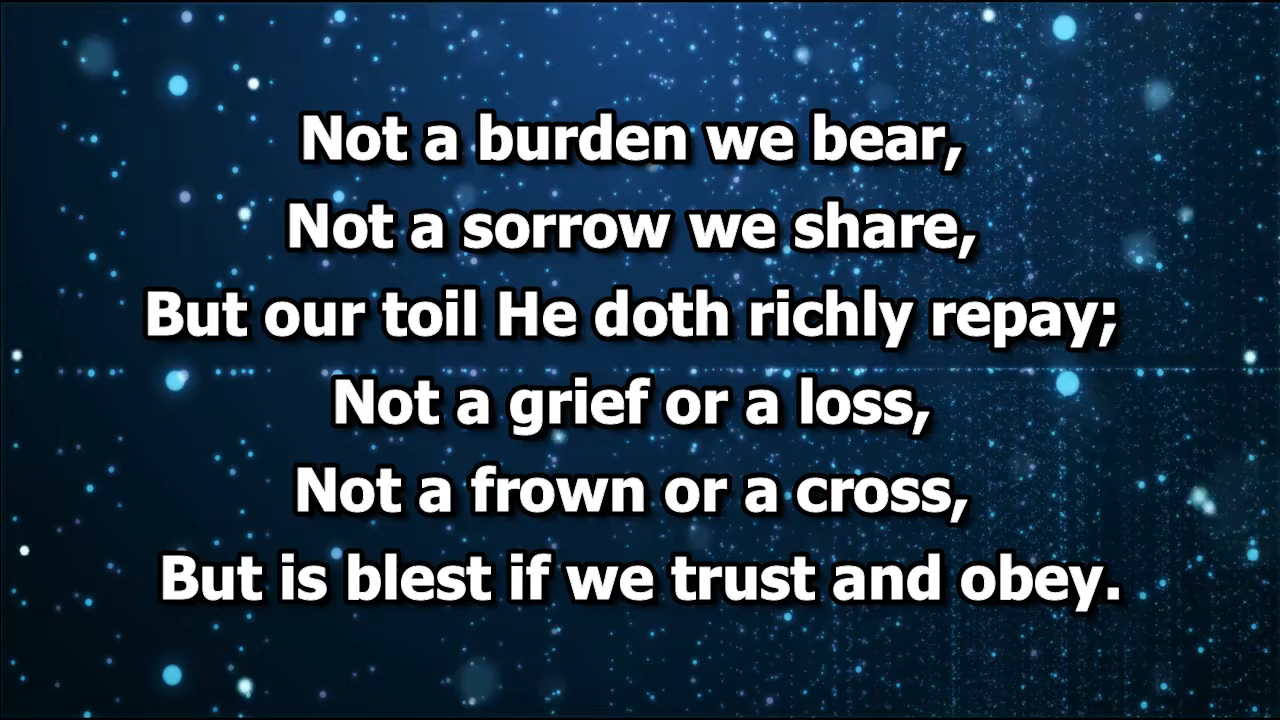 Not a burden we bear,
Not a sorrow we share,
But our toil He doth richly repay;
Not a grief or a loss,
Not a frown or a cross,
But is blest if we trust and obey.